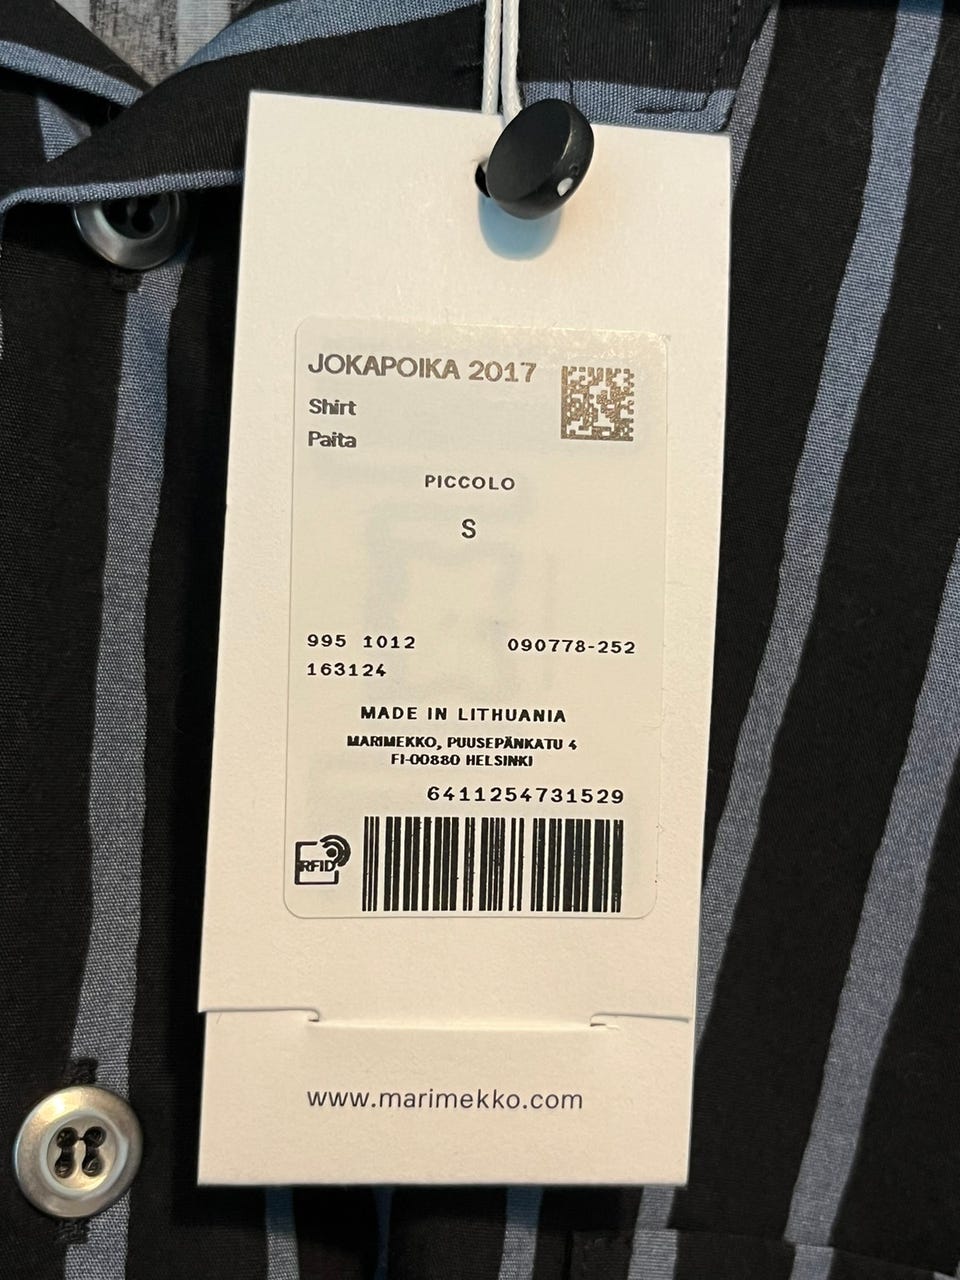 JOKAPOIKA 2017
Shirt
Paita
PICCOLO
S
995 1012 090778-252
163124
MADE IN LITHUANIA
MARIMEKKO, PUUSEPÄNKATU 4
FI-00880 HELSINKI
6411254731529
RFID
www.marimekko.com